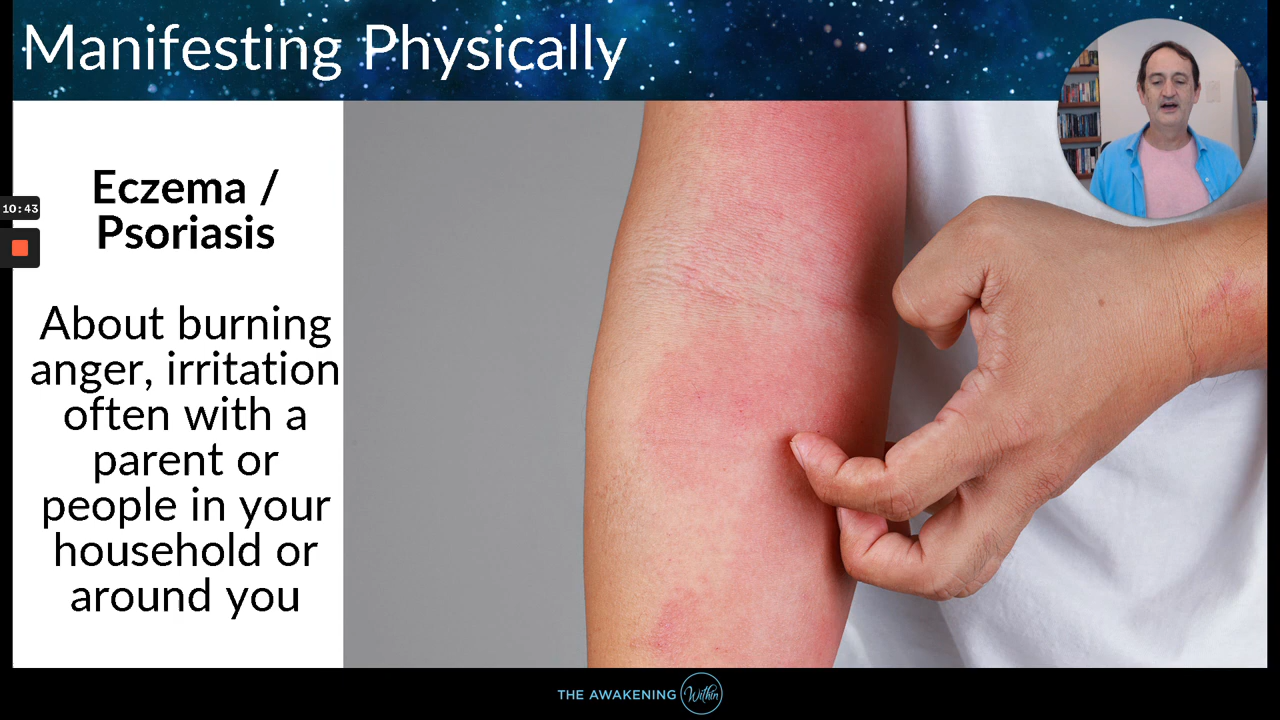 Manifesting Physically
Eczema /
Psoriasis
10:43
About burning
anger, irritation
often with a
parent or
people in your
household or
around you
THE AWAKENING Within